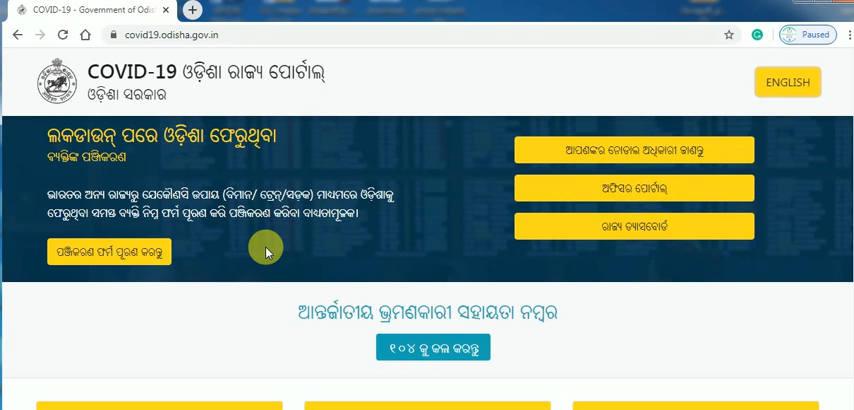 COVID-19 - Government of Odis
covid19.odisha.gov.in
Paused
COVID-19 ଓଡ଼ିଶା ରାଜ୍ୟ ପୋର୍ଟାଲ୍
ଓଡ଼ିଶା ସରକାର
ENGLISH
ଲକଡାଉନ୍ ପରେ ଓଡ଼ିଶା ଫେରୁଥିବା
ବ୍ୟକ୍ତିଙ୍କ ପଞ୍ଜିକରଣ
ଭାରତର ଅନ୍ୟ ରାଜ୍ୟରୁ ଯେକୌଣସି ଉପାୟ (ବିମାନ/ ଟ୍ରେନ୍/ସଡ଼କ) ମାଧ୍ୟମରେ ଓଡ଼ିଶାକୁ
ଫେରୁଥିବା ସମସ୍ତ ବ୍ୟକ୍ତି ନିମ୍ନ ଫର୍ମ ପୂରଣ କରି ପଞ୍ଜିକରଣ କରିବା ବାଧ୍ୟତାମୂଳକ।
ପଞ୍ଜିକରଣ ଫର୍ମ ପୂରଣ କରନ୍ତୁ
ଆପଣଙ୍କର ନୋଡାଲ ଅଧିକାରୀ ଜାଣନ୍ତୁ
ଅଫିସର ପୋର୍ଟାଲ୍
ରାଜ୍ୟ ଡ୍ୟାସବୋର୍ଡ
ଆନ୍ତର୍ଜାତୀୟ ଭ୍ରମଣକାରୀ ସହାୟତା ନମ୍ବର
୧୦୪ କୁ କଲ କରନ୍ତୁ